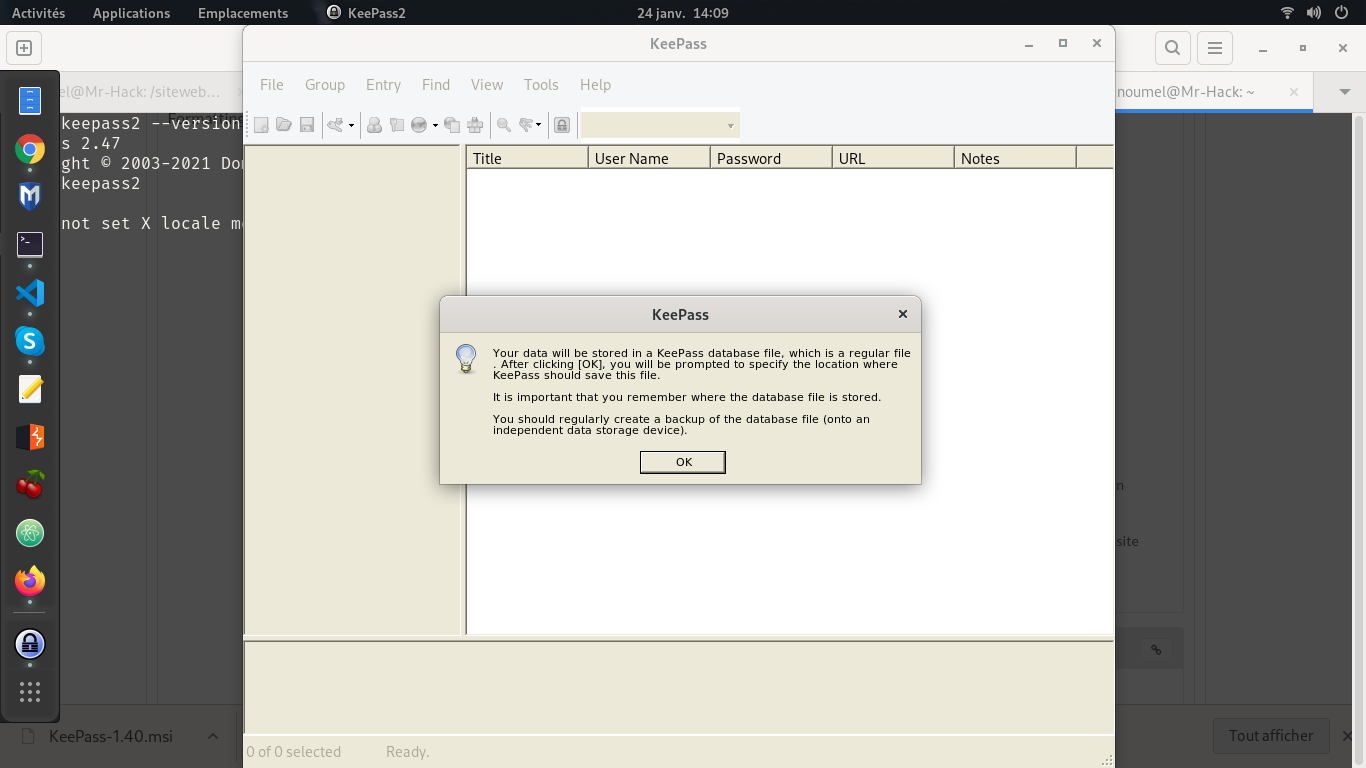 Activités Applications Emplacements KeePass2 24 janv. 14:09
KeePass
File Group Entry Find View Tools Help
el@Mr-Hack: /siteweb...
noumel@Mr-Hack: ~
keepass2 --version
s 2.47
ght © 2003-2021 Do
keepass2
not set X locale m
Title User Name Password URL Notes
KeePass
Your data will be stored in a KeePass database file, which is a regular file
. After clicking [OK], you will be prompted to specify the location where
KeePass should save this file.
It is important that you remember where the database file is stored.
You should regularly create a backup of the database file (onto an
independent data storage device).
OK
n
site
0 of 0 selected Ready.
KeePass-1.40.msi
Tout afficher